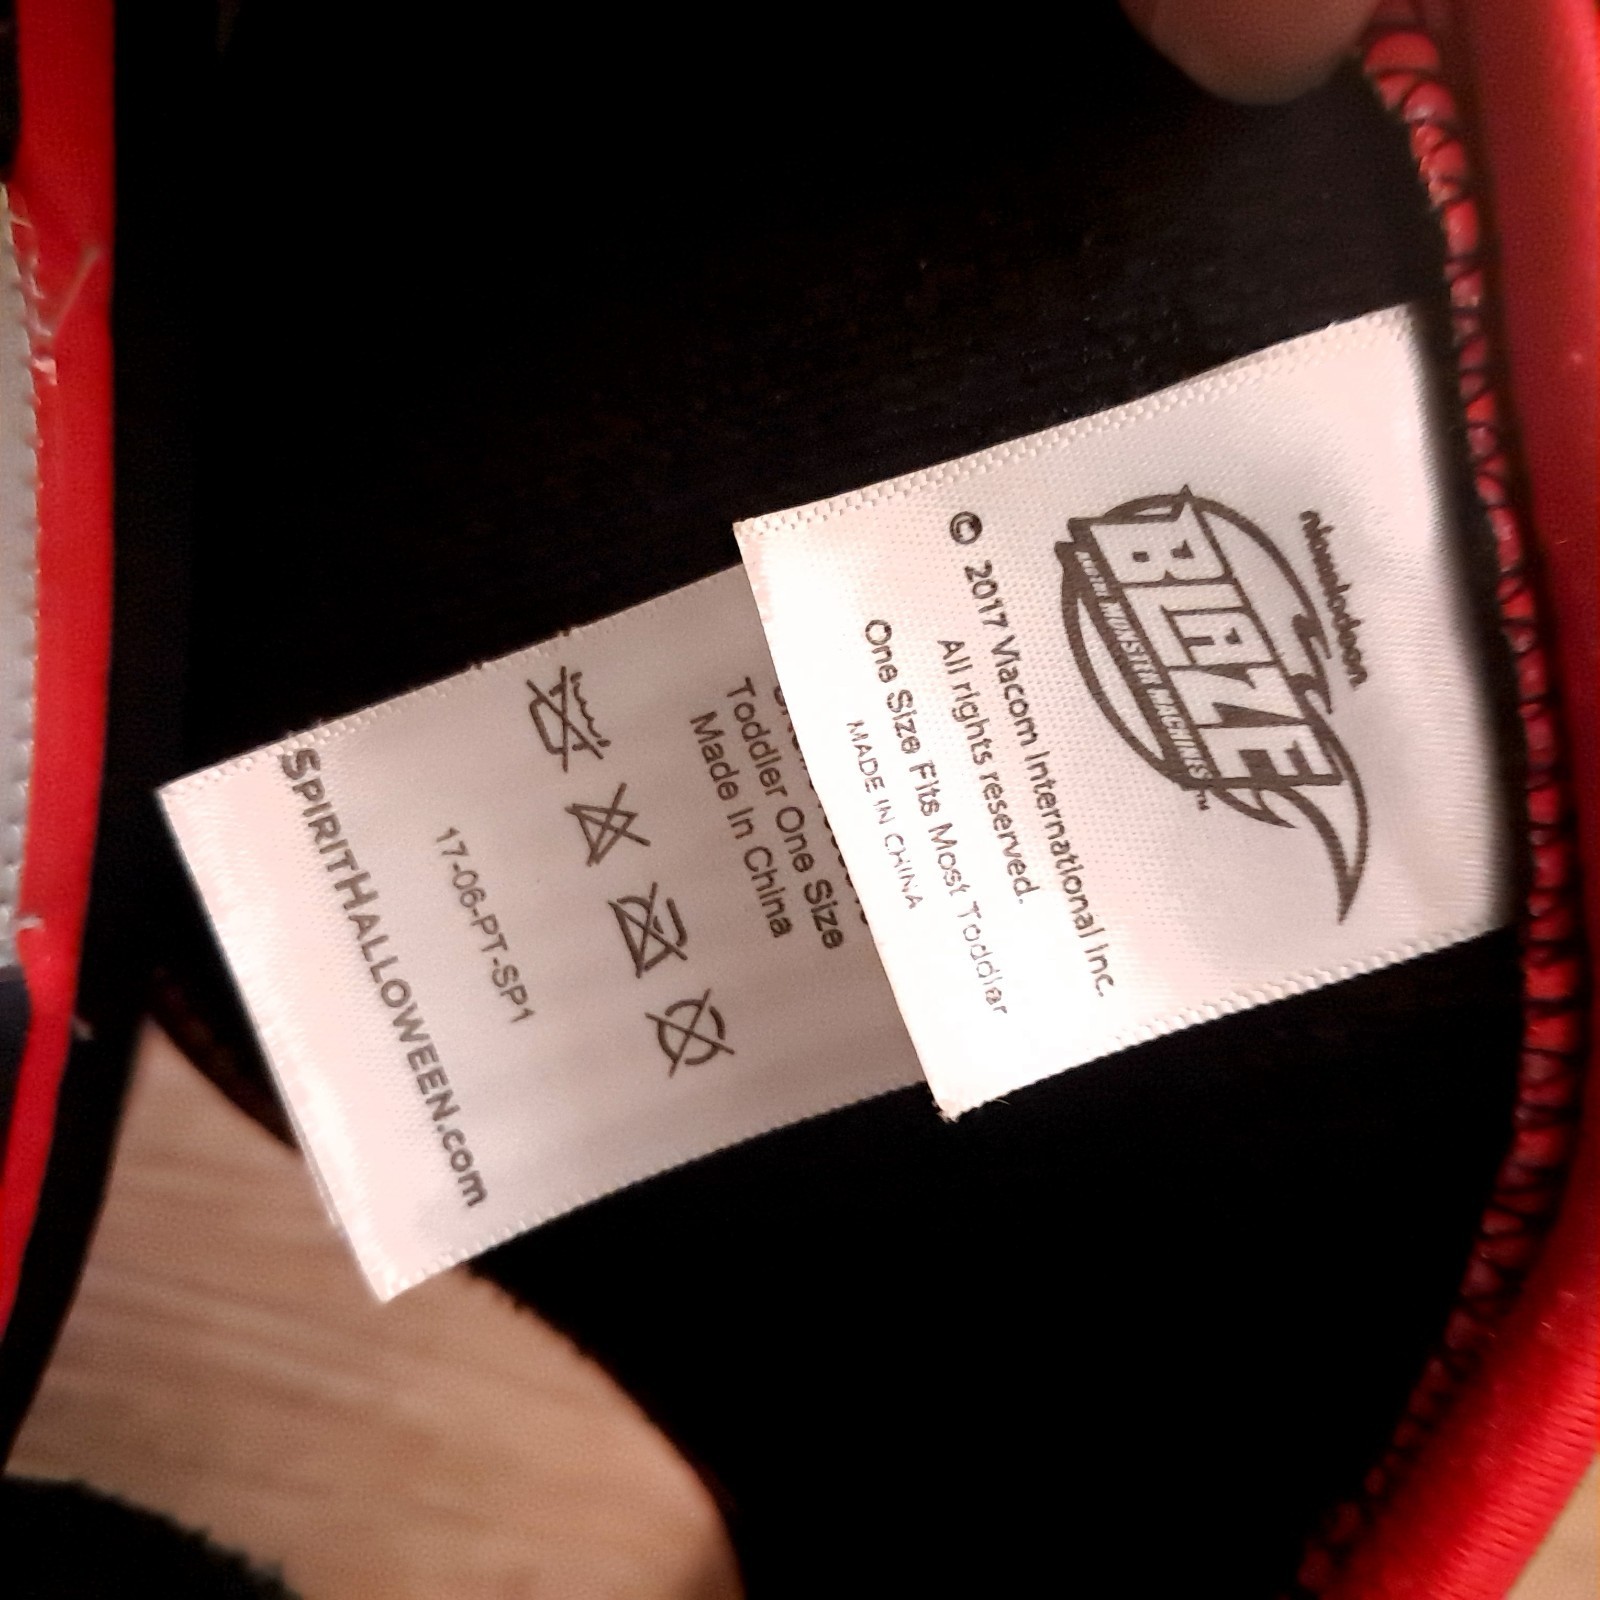 nickelodeon
BLAZE
AND THE MONSTER MACHINES™
© 2017 Viacom International Inc.
All rights reserved.
One Size Fits Most Toddler
MADE IN CHINA
Toddler One Size
Made In China
17-06-PT-SP1
SPIRITHALLOWEEN.com